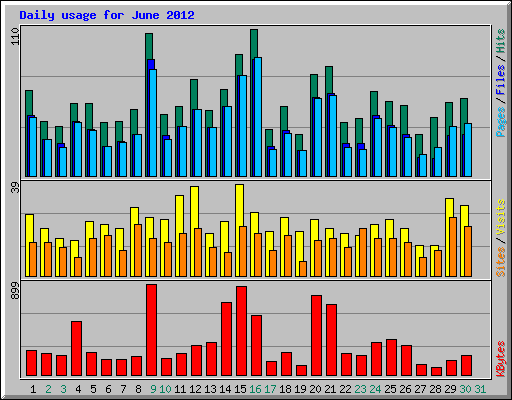 Daily usage for June 2012
110
39
899
Pages / Files / Hits
Sites / Visits
KBytes
1 2 3 4 5 6 7 8 9 10 11 12 13 14 15 16 17 18 19 20 21 22 23 24 25 26 27 28 29 30 31